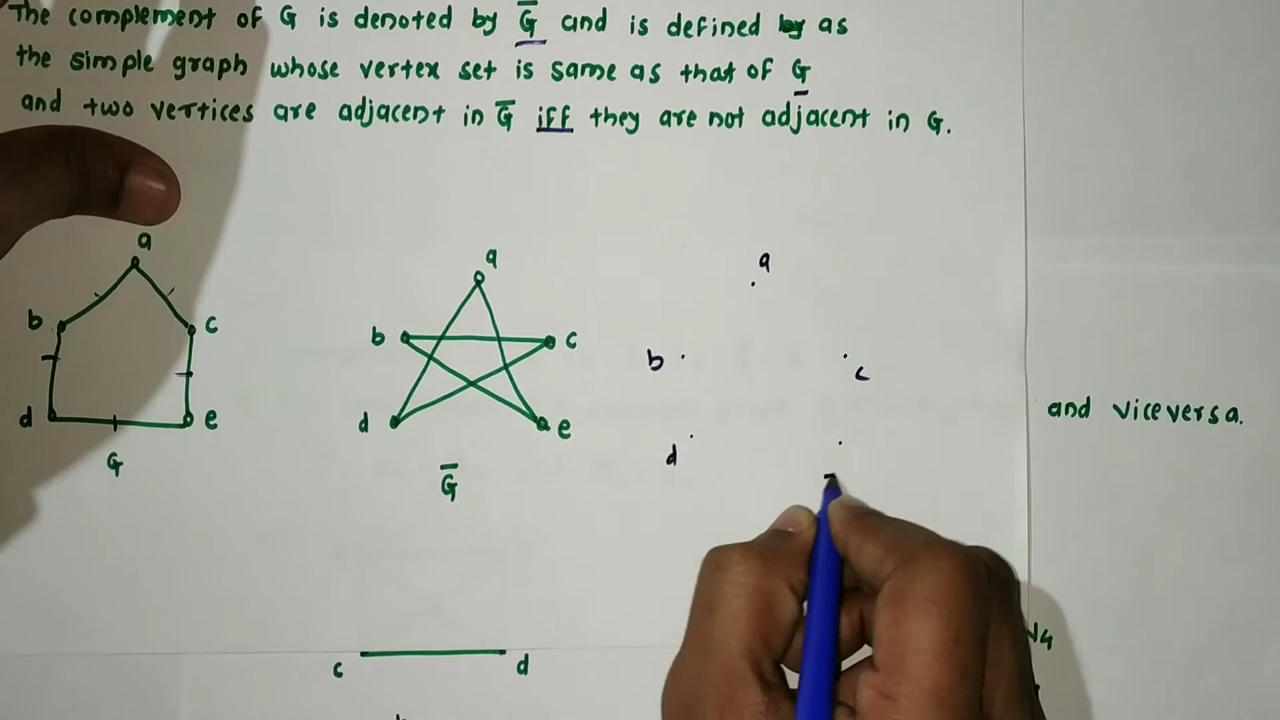 The complement of G is denoted by G̅ and is defined by as
the simple graph whose vertex set is same as that of G
and two vertices are adjacent in G̅ iff they are not adjacent in G.
a
b
c
d
e
G
a
b
c
d
e
G̅
a
b
c
d
and viceversa.
c
d